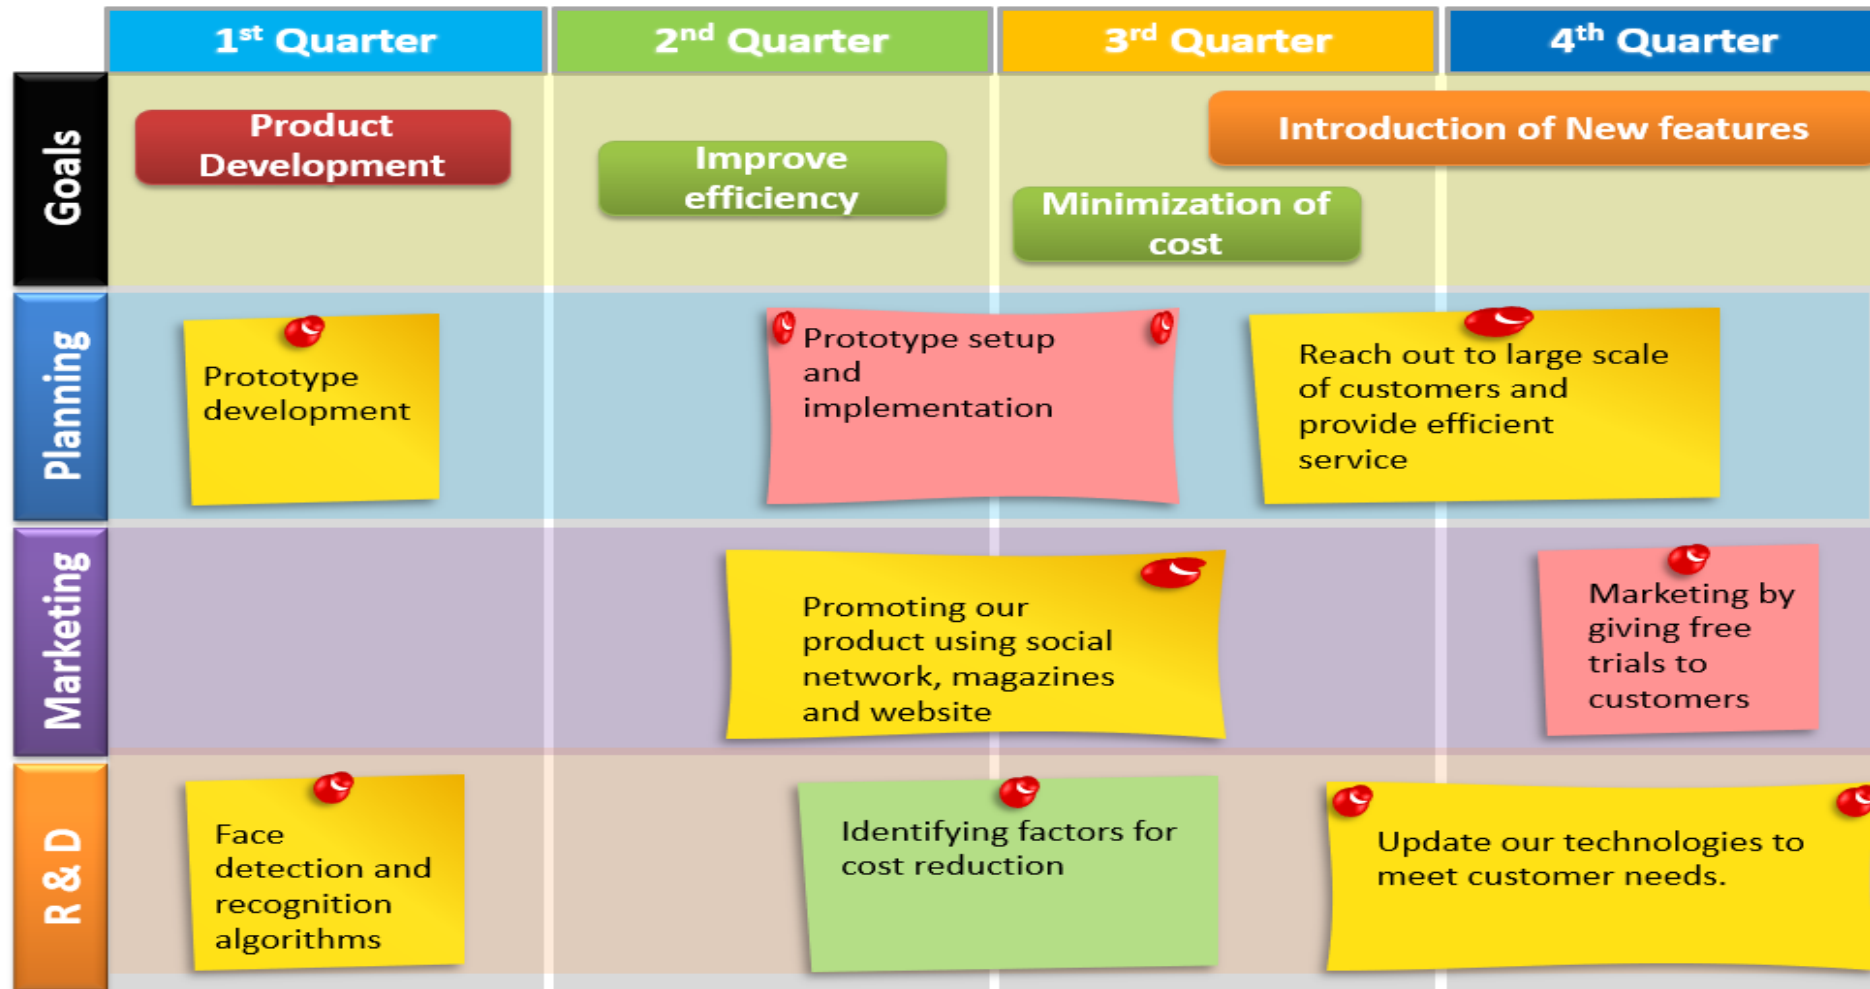 1st Quarter
2nd Quarter
3rd Quarter
4th Quarter
Goals
Product
Development
Improve
efficiency
Minimization of
cost
Introduction of New features
Planning
Prototype
development
Prototype setup
and
implementation
Reach out to large scale
of customers and
provide efficient
service
Marketing
Promoting our
product using social
network, magazines
and website
Marketing by
giving free
trials to
customers
R & D
Face
detection and
recognition
algorithms
Identifying factors for
cost reduction
Update our technologies to
meet customer needs.